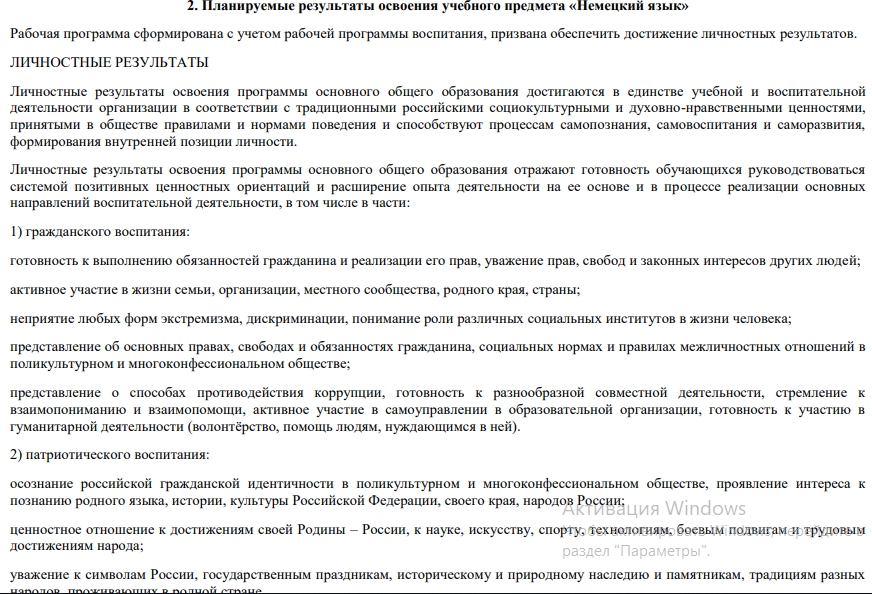 2. Планируемые результаты освоения учебного предмета «Немецкий язык»
Рабочая программа сформирована с учетом рабочей программы воспитания, призвана обеспечить достижение личностных результатов.
ЛИЧНОСТНЫЕ РЕЗУЛЬТАТЫ
Личностные результаты освоения программы основного общего образования достигаются в единстве учебной и воспитательной
деятельности организации в соответствии с традиционными российскими социокультурными и духовно-нравственными ценностями,
принятыми в обществе правилами и нормами поведения и способствуют процессам самопознания, самовоспитания и саморазвития,
формирования внутренней позиции личности.
Личностные результаты освоения программы основного общего образования отражают готовность обучающихся руководствоваться
системой позитивных ценностных ориентаций и расширение опыта деятельности на ее основе и в процессе реализации основных
направлений воспитательной деятельности, в том числе в части:
1) гражданского воспитания:
готовность к выполнению обязанностей гражданина и реализации его прав, уважение прав, свобод и законных интересов других людей;
активное участие в жизни семьи, организации, местного сообщества, родного края, страны;
неприятие любых форм экстремизма, дискриминации, понимание роли различных социальных институтов в жизни человека;
представление об основных правах, свободах и обязанностях гражданина, социальных нормах и правилах межличностных отношений в
поликультурном и многоконфессиональном обществе;
представление о способах противодействия коррупции, готовность к разнообразной совместной деятельности, стремление к
взаимопониманию и взаимопомощи, активное участие в самоуправлении в образовательной организации, готовность к участию в
гуманитарной деятельности (волонтёрство, помощь людям, нуждающимся в ней).
2) патриотического воспитания:
осознание российской гражданской идентичности в поликультурном и многоконфессиональном обществе, проявление интереса к
познанию родного языка, истории, культуры Российской Федерации, своего края, народов России;
Активация Windows
ценностное отношение к достижениям своей Родины – России, к науке, искусству, спорту, технологиям, боевым подвигам и трудовым
достижениям народа;
раздел "Параметры".
уважение к символам России, государственным праздникам, историческому и природному наследию и памятникам, традициям разных
народов, проживающих в родной стране.